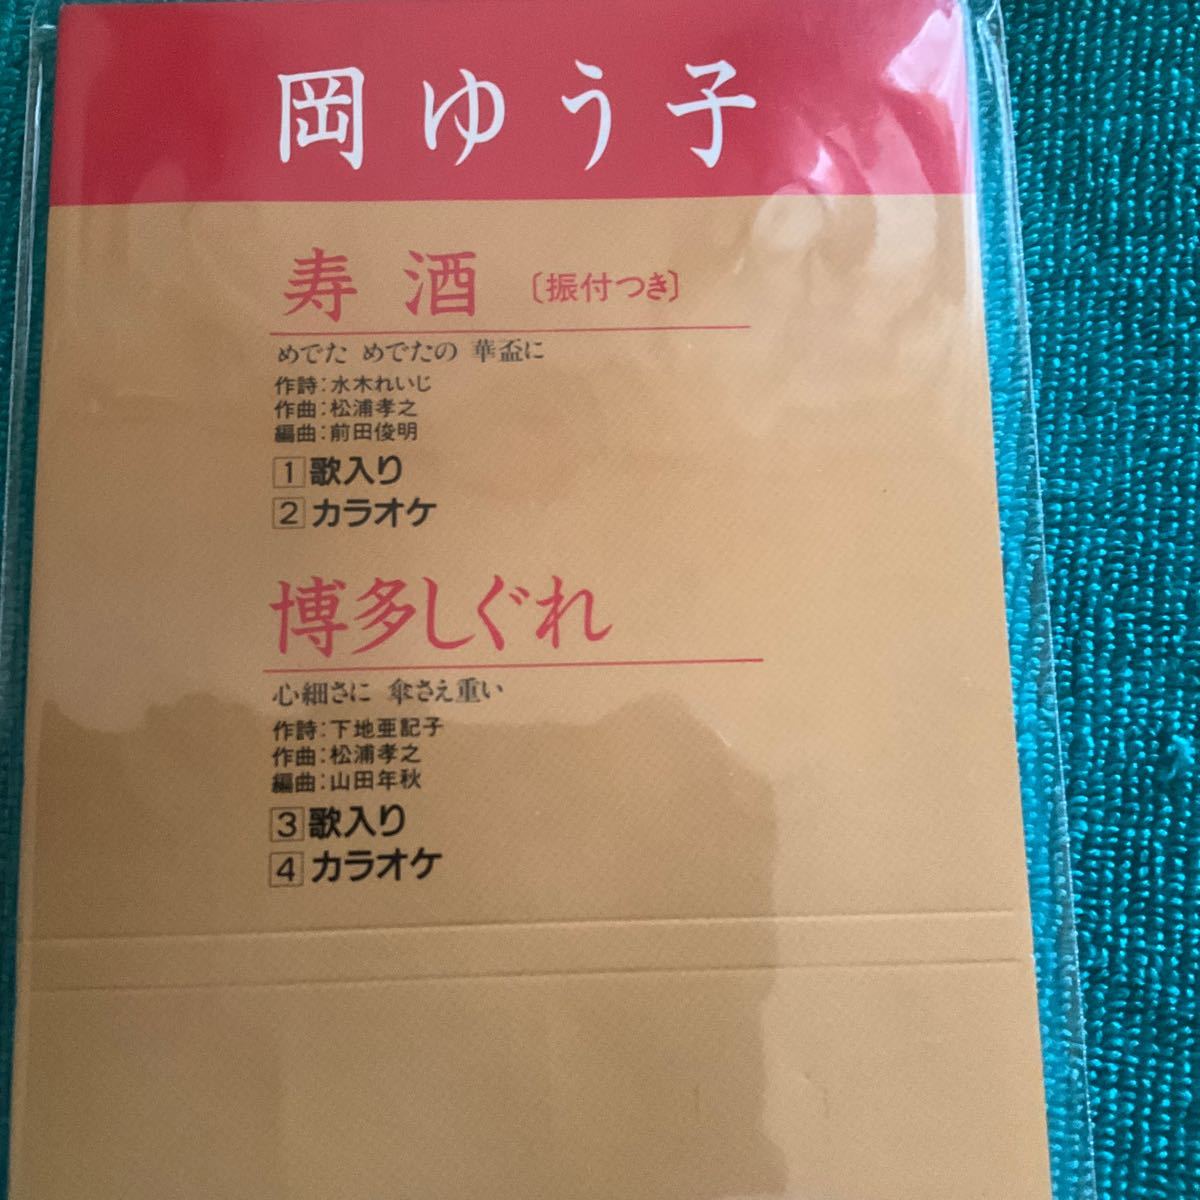 岡ゆう子
寿酒〔振付つき〕
めでた めでたの 華盃に
作詩：水木れいじ
作曲：松浦孝之
編曲：前田俊明
1 歌入り
2 カラオケ
博多しぐれ
心細さに 傘さえ重い
作詩：下地亜記子
作曲：松浦孝之
編曲：山田年秋
3 歌入り
4 カラオケ